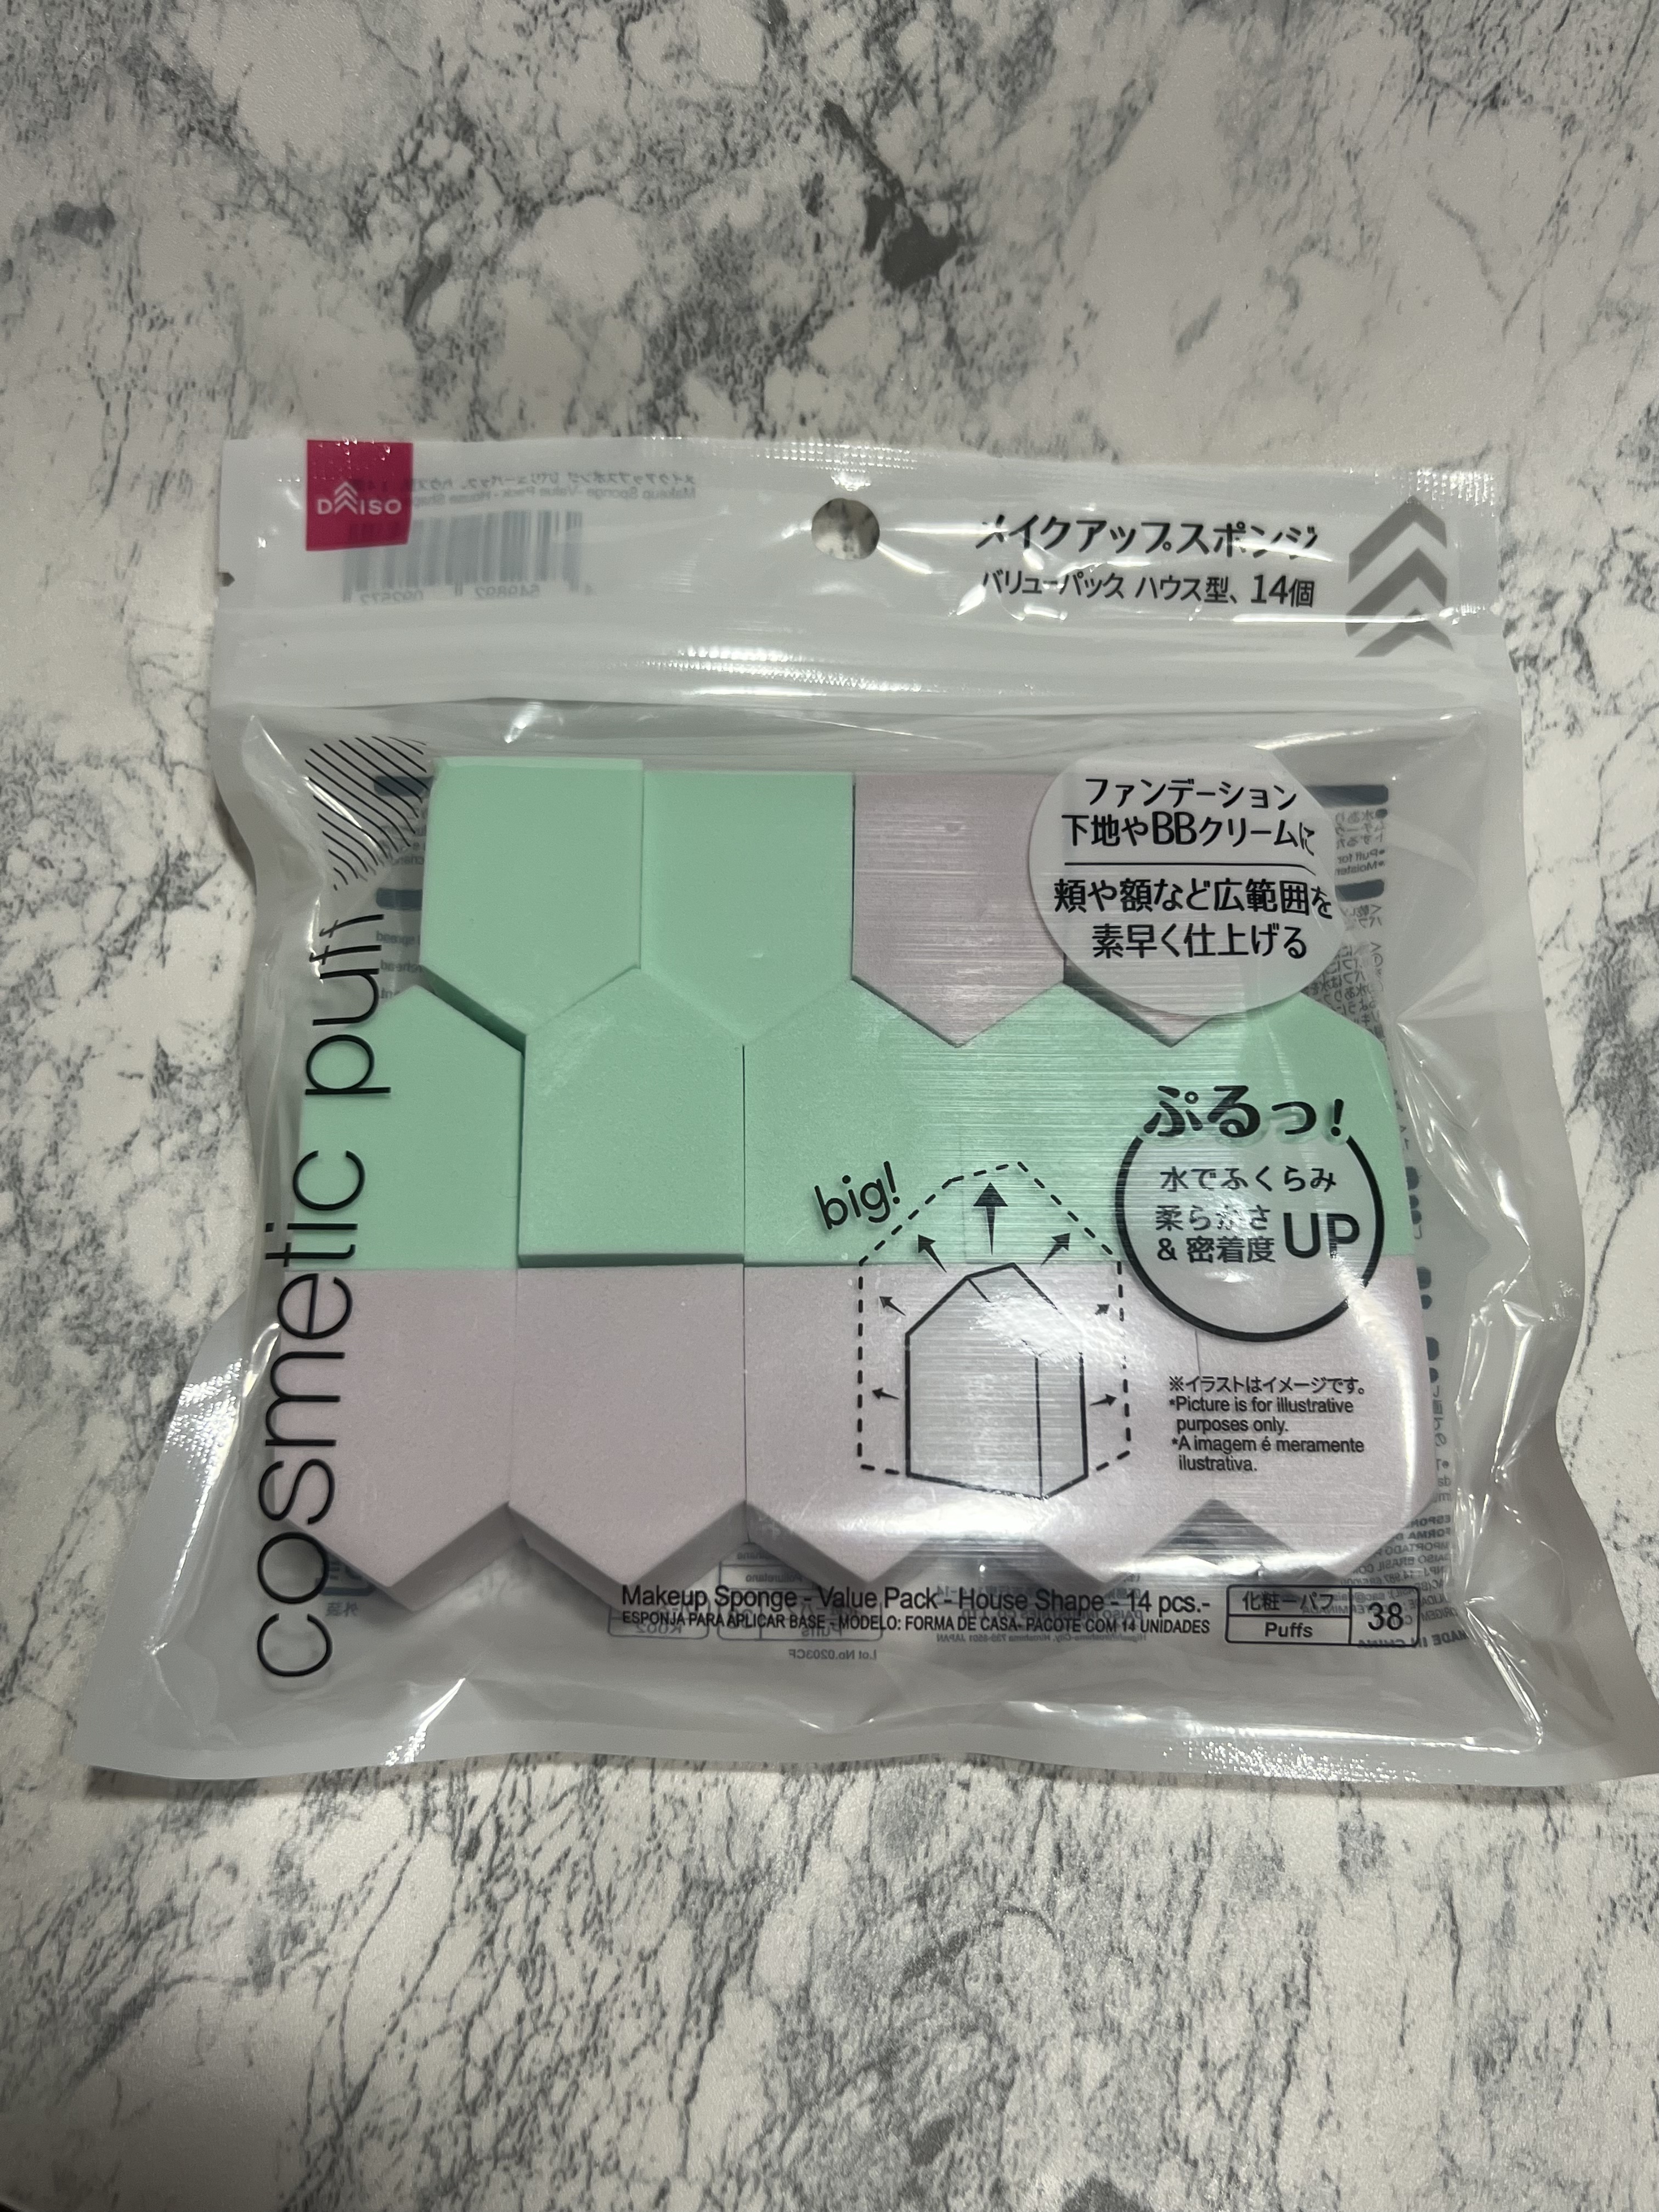 DAISO
メイクアップスポンジ
バリューパック ハウス型、14個
ファンデーション
下地やBBクリームに
頬や額など広範囲を
素早く仕上げる
cosmetic puff
ぷるっ!
水でふくらみ
柔らかさ
&密着度 UP
big!
※イラストはイメージです。
*Picture is for illustrative
purposes only.
*A imagem é meramente
ilustrativa.
Makeup Sponge - Value Pack - House Shape - 14 pcs.-
ESPONJA PARA APLICAR BASE - MODELO: FORMA DE CASA- PACOTE COM 14 UNIDADES
化粧ーパフ
Puffs
38